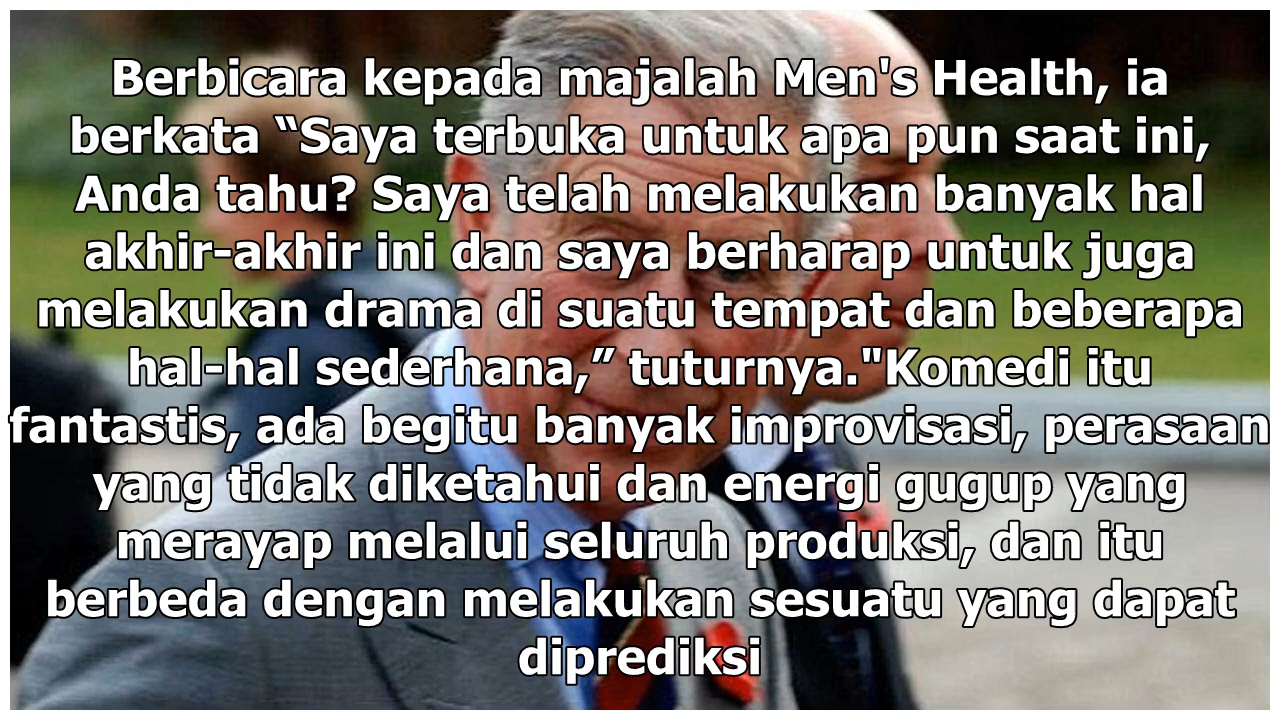 Berbicara kepada majalah Men's Health, ia
berkata “Saya terbuka untuk apa pun saat ini,
Anda tahu? Saya telah melakukan banyak hal
akhir-akhir ini dan saya berharap untuk juga
melakukan drama di suatu tempat dan beberapa
hal-hal sederhana,” tuturnya."Komedi itu
fantastis, ada begitu banyak improvisasi, perasaan
yang tidak diketahui dan energi gugup yang
merayap melalui seluruh produksi, dan itu
berbeda dengan melakukan sesuatu yang dapat
diprediksi